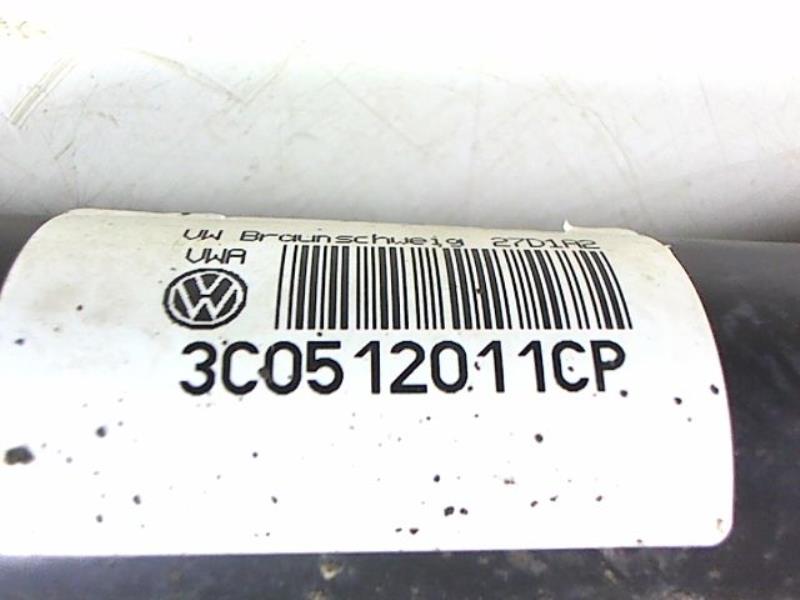 VW Braunschweig 27D1A2
VWA
3C0512011CP